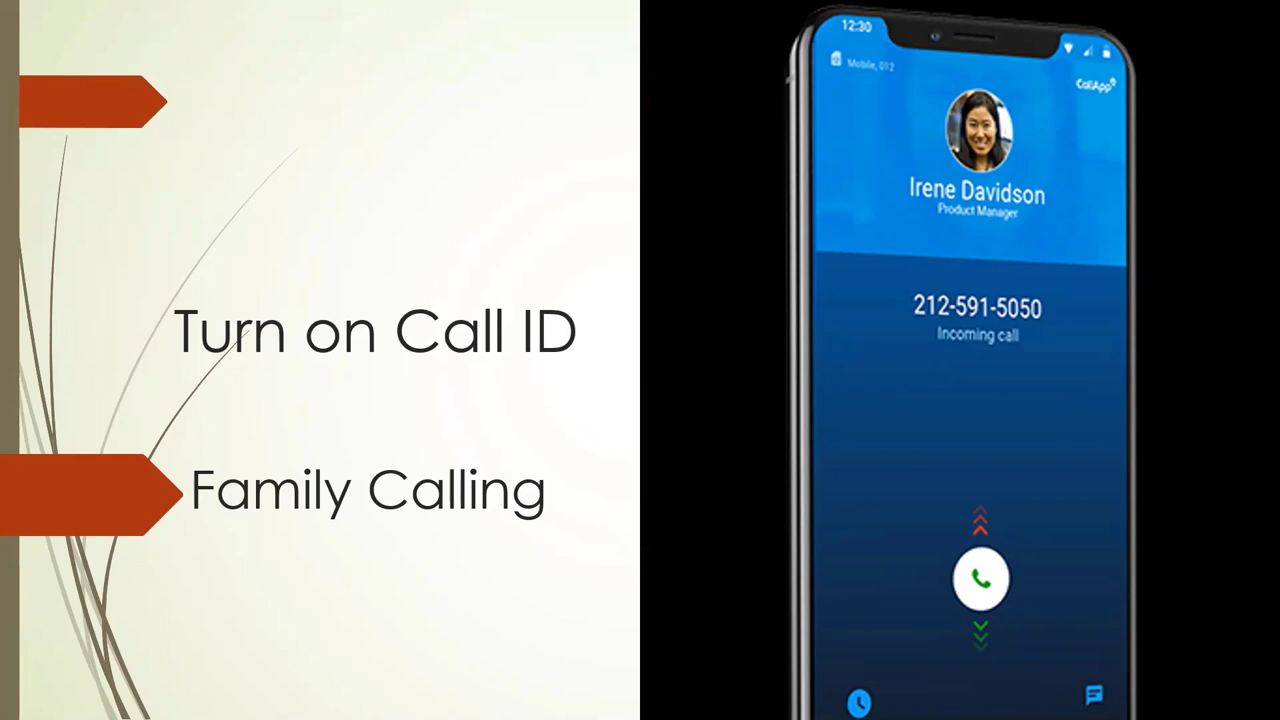 Turn on Call ID
Family Calling
12:30
Mobile, 012
CallApp
Irene Davidson
Product Manager
212-591-5050
Incoming call